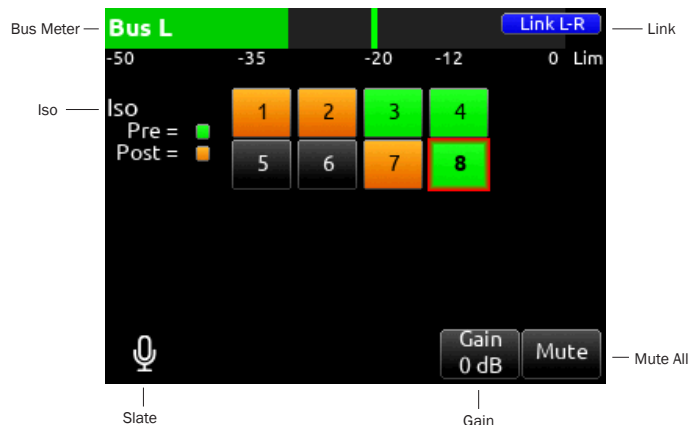 Bus Meter
Bus L
Link L-R
Link
-50 -35 -20 -12 0 Lim
Iso
Iso
Pre =
Post =
1 2 3 4
5 6 7 8
Gain
0 dB
Mute
Mute All
Slate
Gain